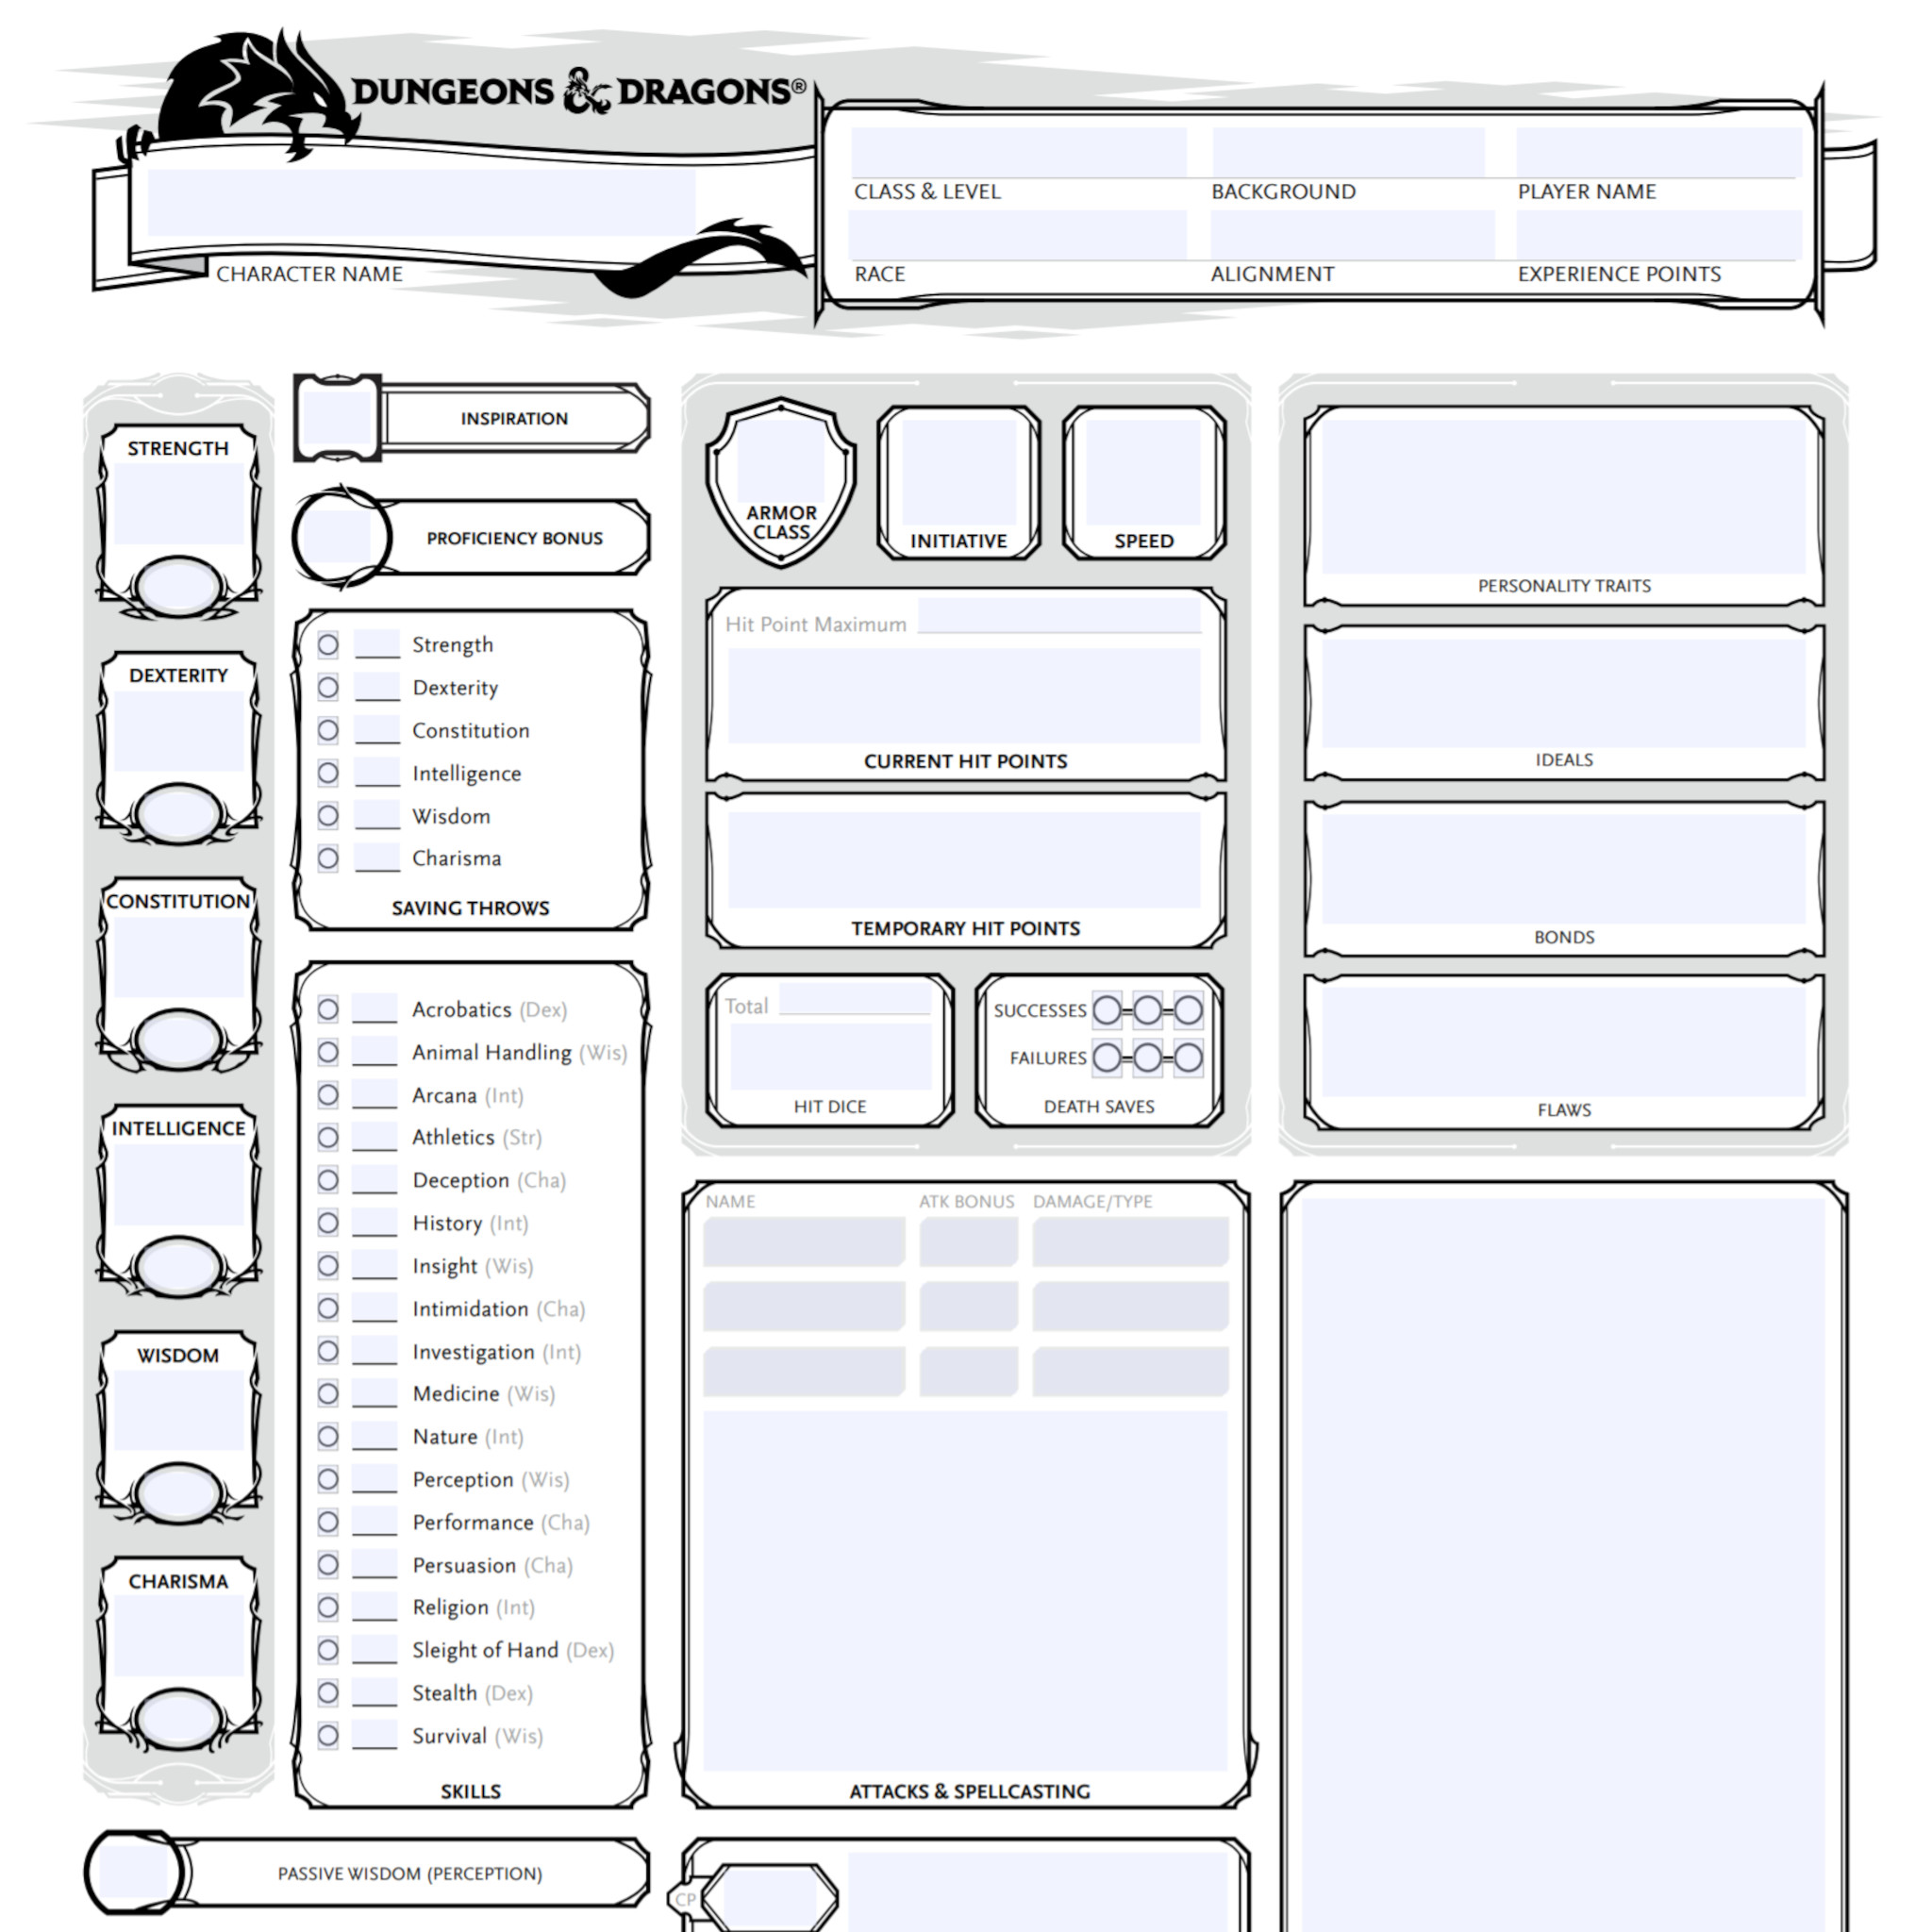 DUNGEONS & DRAGONS®
CHARACTER NAME
CLASS & LEVEL
BACKGROUND
PLAYER NAME
RACE
ALIGNMENT
EXPERIENCE POINTS
STRENGTH
DEXTERITY
CONSTITUTION
INTELLIGENCE
WISDOM
CHARISMA
INSPIRATION
PROFICIENCY BONUS
Strength
Dexterity
Constitution
Intelligence
Wisdom
Charisma
SAVING THROWS
Acrobatics (Dex)
Animal Handling (Wis)
Arcana (Int)
Athletics (Str)
Deception (Cha)
History (Int)
Insight (Wis)
Intimidation (Cha)
Investigation (Int)
Medicine (Wis)
Nature (Int)
Perception (Wis)
Performance (Cha)
Persuasion (Cha)
Religion (Int)
Sleight of Hand (Dex)
Stealth (Dex)
Survival (Wis)
SKILLS
PASSIVE WISDOM (PERCEPTION)
ARMOR
CLASS
INITIATIVE
SPEED
Hit Point Maximum
CURRENT HIT POINTS
TEMPORARY HIT POINTS
Total
HIT DICE
SUCCESSES
FAILURES
DEATH SAVES
NAME
ATK BONUS
DAMAGE/TYPE
ATTACKS & SPELLCASTING
CP
PERSONALITY TRAITS
IDEALS
BONDS
FLAWS